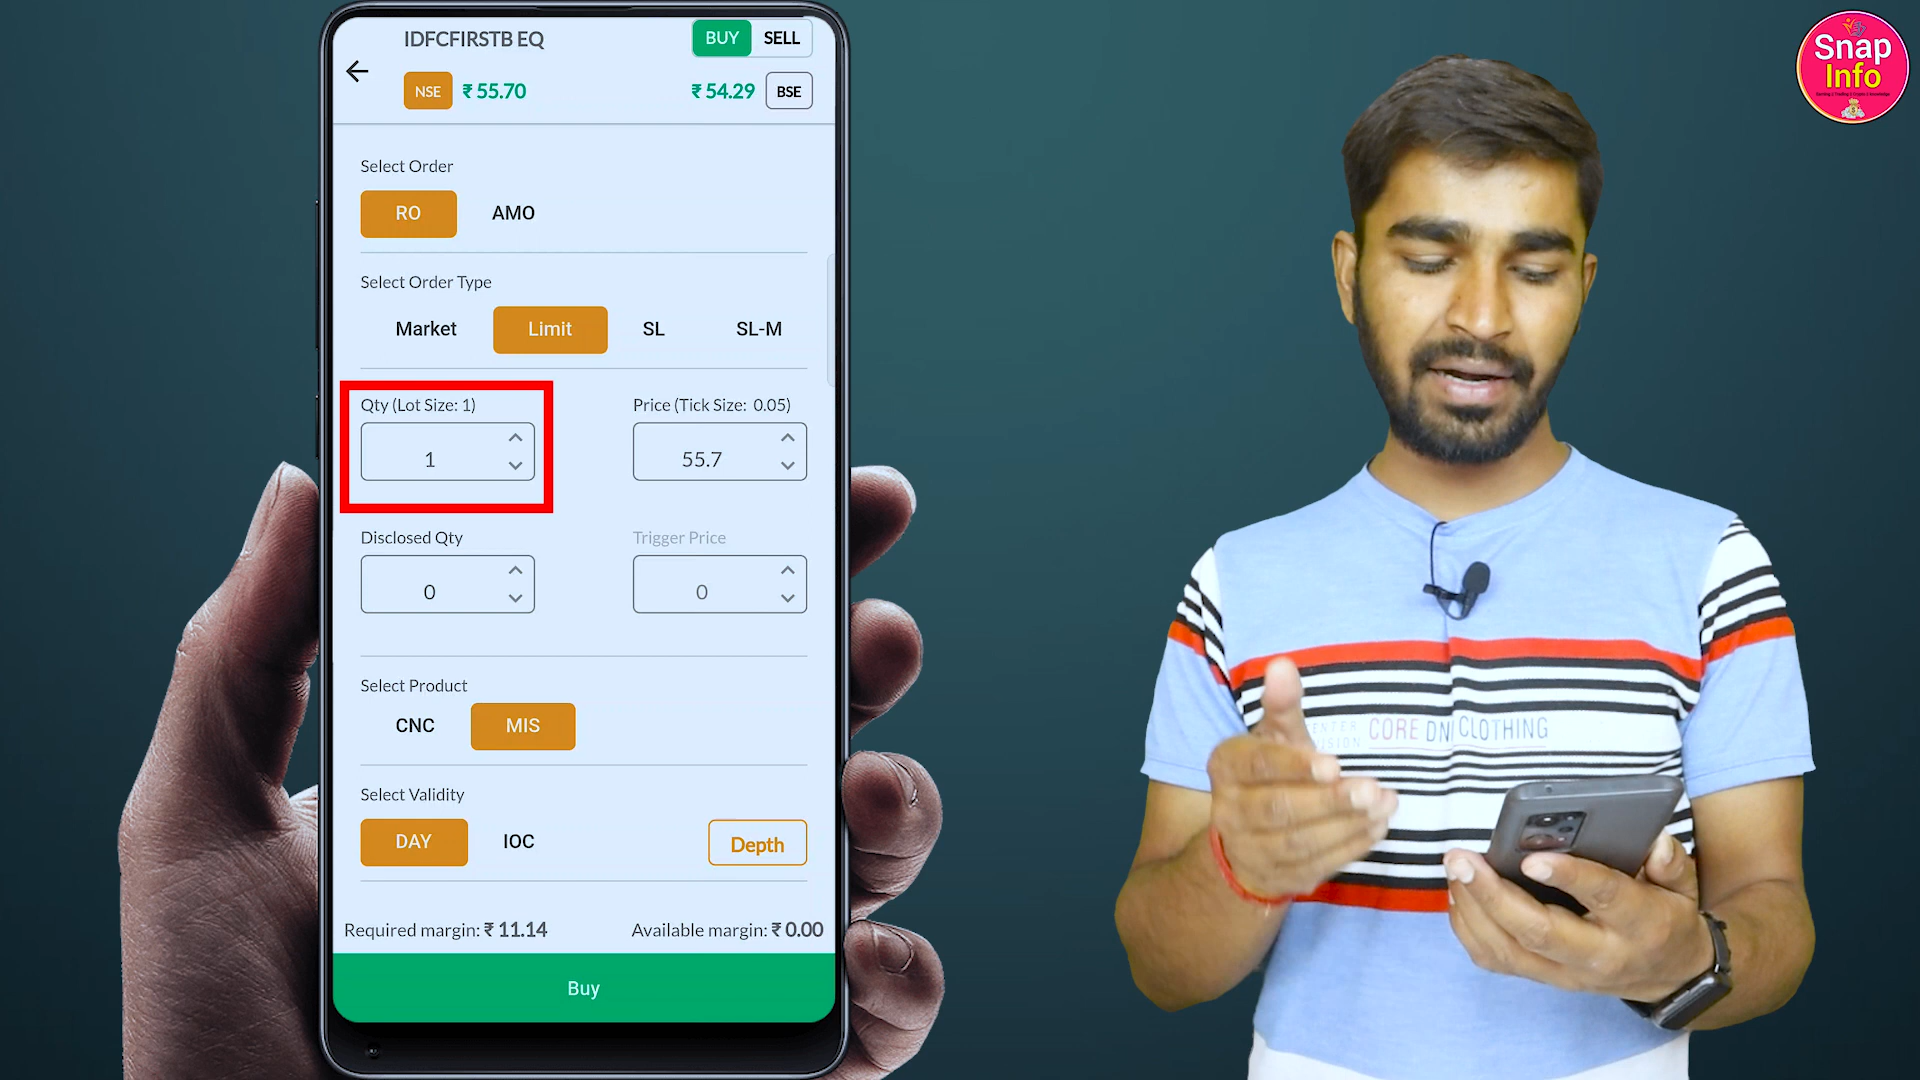 IDFCFIRSTB EQ
BUY SELL
NSE ₹ 55.70
₹ 54.29 BSE
Select Order
RO AMO
Select Order Type
Market Limit SL SL-M
Qty (Lot Size: 1)
Price (Tick Size: 0.05)
1
55.7
Disclosed Qty
Trigger Price
0
0
Select Product
CNC MIS
Select Validity
DAY IOC
Depth
Required margin: ₹ 11.14
Available margin: ₹ 0.00
Buy
Snap
Info
CORE DN CLOTHING